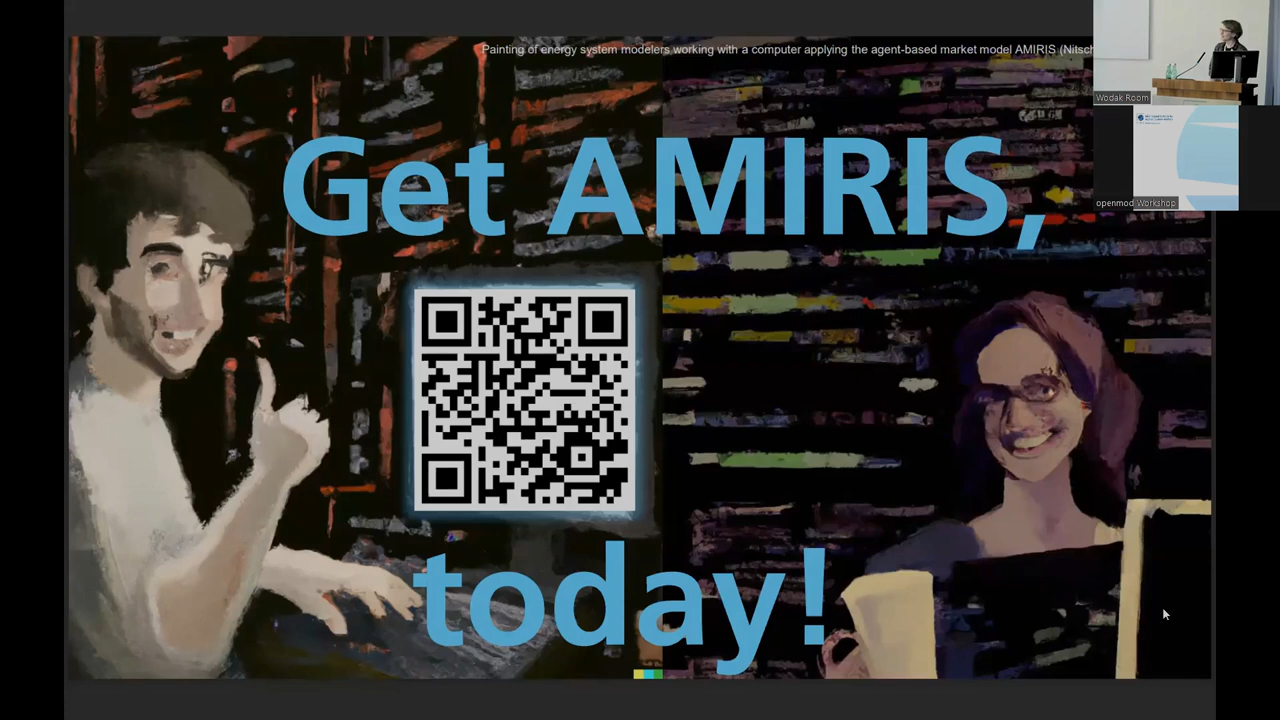 Painting of energy system modelers working with a computer applying the agent-based market model AMIRIS
Wodak Room
Get AMIRIS,
openmod Workshop
today!